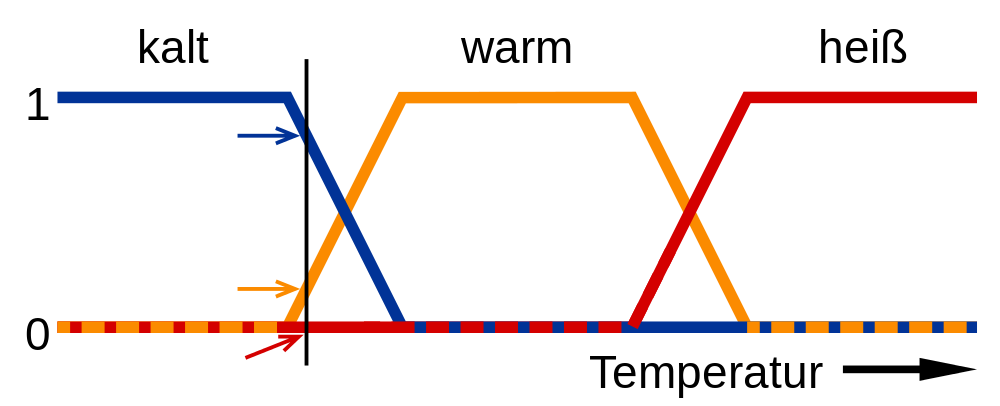 kalt warm heiß
1
0
Temperatur